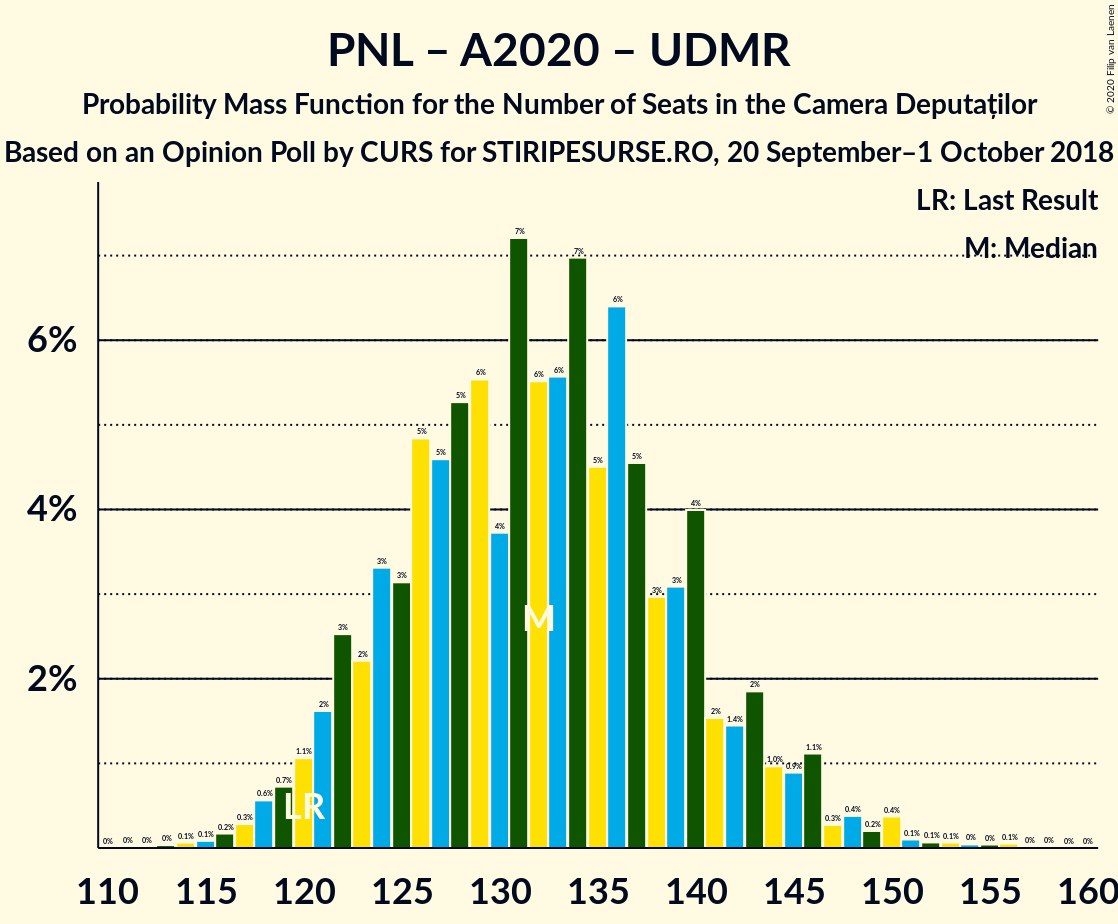 PNL – A2020 – UDMR
Probability Mass Function for the Number of Seats in the Camera Deputaților
Based on an Opinion Poll by CURS for STIRIPESURSE.RO, 20 September–1 October 2018
© 2020 Filip van Laenen
LR: Last Result
M: Median
6%
4%
2%
0% 0% 0% 0% 0.1% 0.1% 0.2% 0.3% 0.6% 0.7% 1.1% 2% 3% 2% 3% 3% 5% 5% 5% 6% 4% 7% 6% 6% 7% 5% 6% 5% 3% 3% 4% 2% 1.4% 2% 1.0% 0.9% 1.1% 0.3% 0.4% 0.2% 0.4% 0.1% 0.1% 0.1% 0% 0% 0.1% 0% 0% 0% 0%
M
LR
110 115 120 125 130 135 140 145 150 155 160